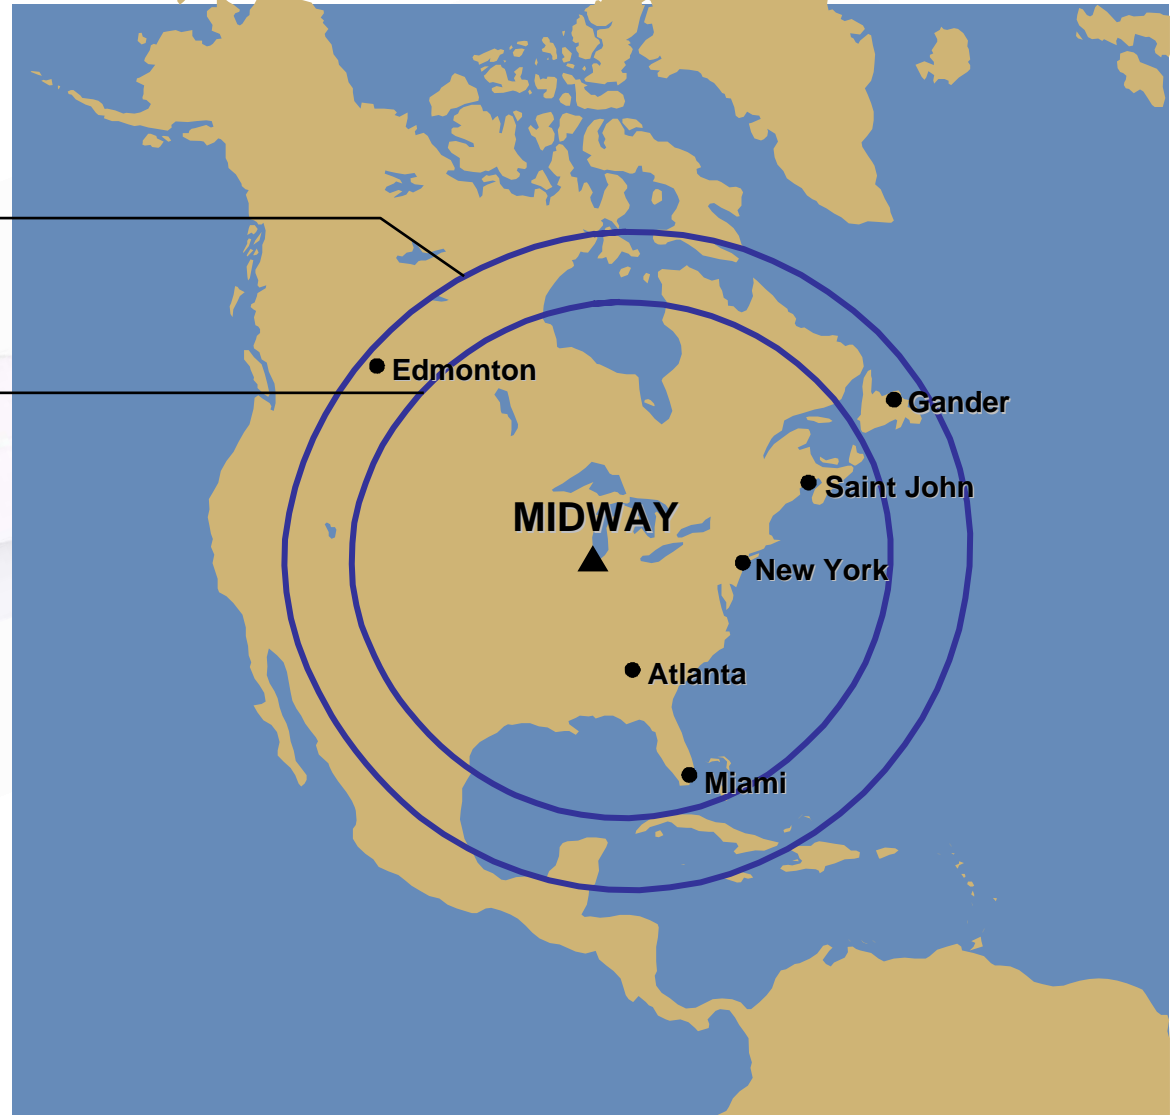 Edmonton
Gander
Saint John
MIDWAY
New York
Atlanta
Miami